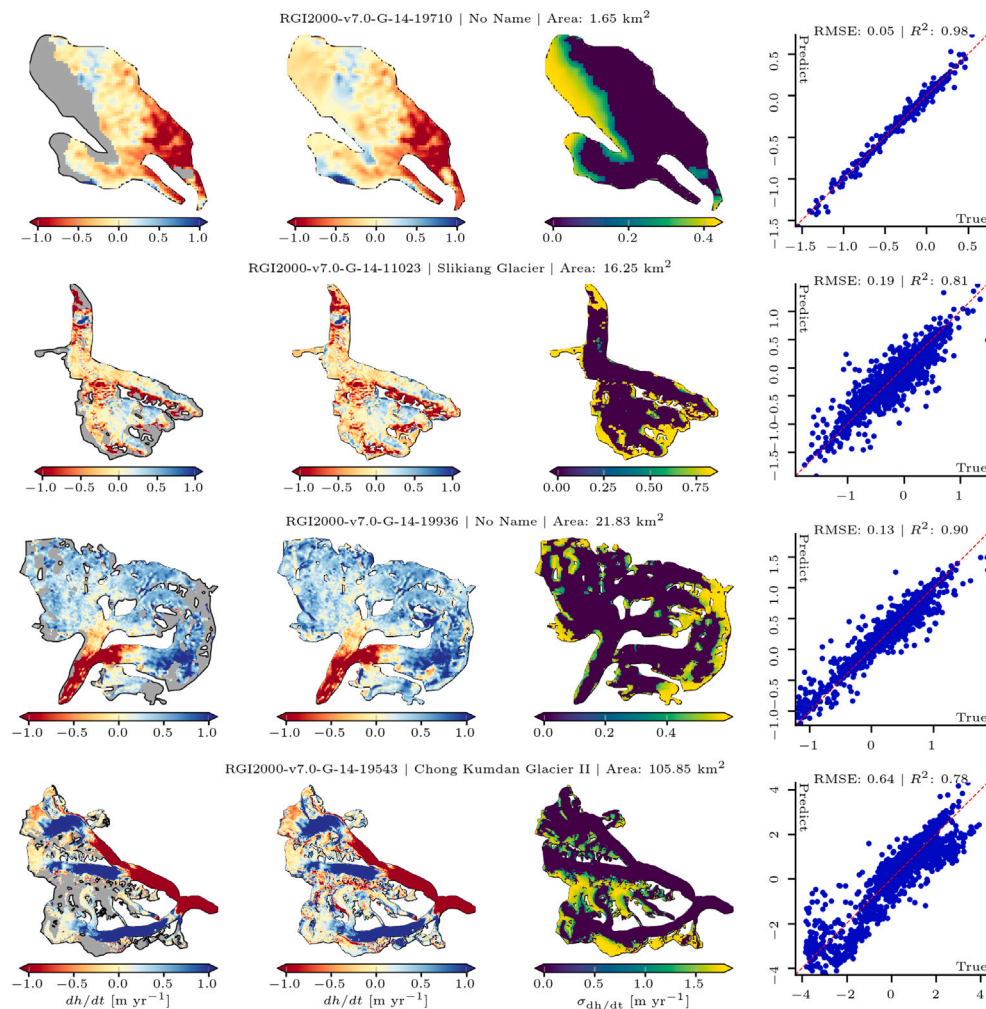 RGI2000-v7.0-G-14-19710 | No Name | Area: 1.65 km²
RMSE: 0.05 | R²: 0.98
Predict
0.5
0.0
−0.5
−1.0
−1.5
True
−1.5 −1.0 −0.5 0.0 0.5
−1.0 −0.5 0.0 0.5 1.0
−1.0 −0.5 0.0 0.5 1.0
0.0 0.2 0.4
RGI2000-v7.0-G-14-11023 | Slikiang Glacier | Area: 16.25 km²
RMSE: 0.19 | R²: 0.81
Predict
1.0
0.5
0.0
−0.5
−1.0
−1.5
True
−1 0 1
−1.0 −0.5 0.0 0.5 1.0
−1.0 −0.5 0.0 0.5 1.0
0.00 0.25 0.50 0.75
RGI2000-v7.0-G-14-19936 | No Name | Area: 21.83 km²
RMSE: 0.13 | R²: 0.90
Predict
1.5
1.0
0.5
0.0
−0.5
−1.0
True
−1 0 1
−1.0 −0.5 0.0 0.5 1.0
−1.0 −0.5 0.0 0.5 1.0
0.0 0.2 0.4
RGI2000-v7.0-G-14-19543 | Chong Kumdan Glacier II | Area: 105.85 km²
RMSE: 0.64 | R²: 0.78
Predict
4
2
0
−2
−4
True
−4 −2 0 2 4
−1.0 −0.5 0.0 0.5 1.0
−1.0 −0.5 0.0 0.5 1.0
0.0 0.5 1.0 1.5
dh/dt [m yr⁻¹]
dh/dt [m yr⁻¹]
σdh/dt [m yr⁻¹]